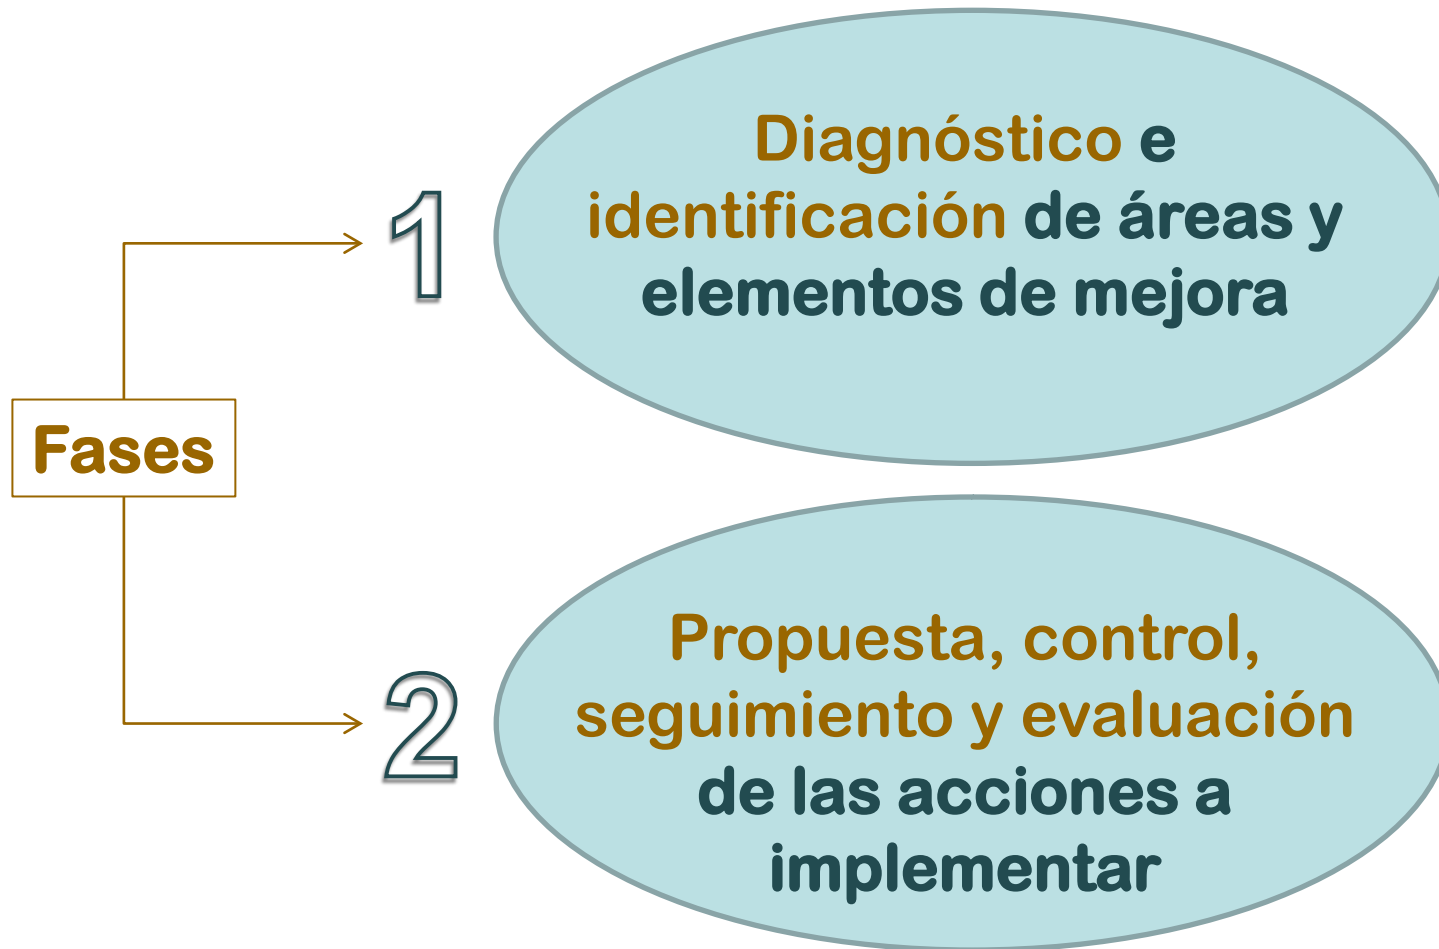 Fases
1
Diagnóstico e
identificación de áreas y
elementos de mejora
2
Propuesta, control,
seguimiento y evaluación
de las acciones a
implementar